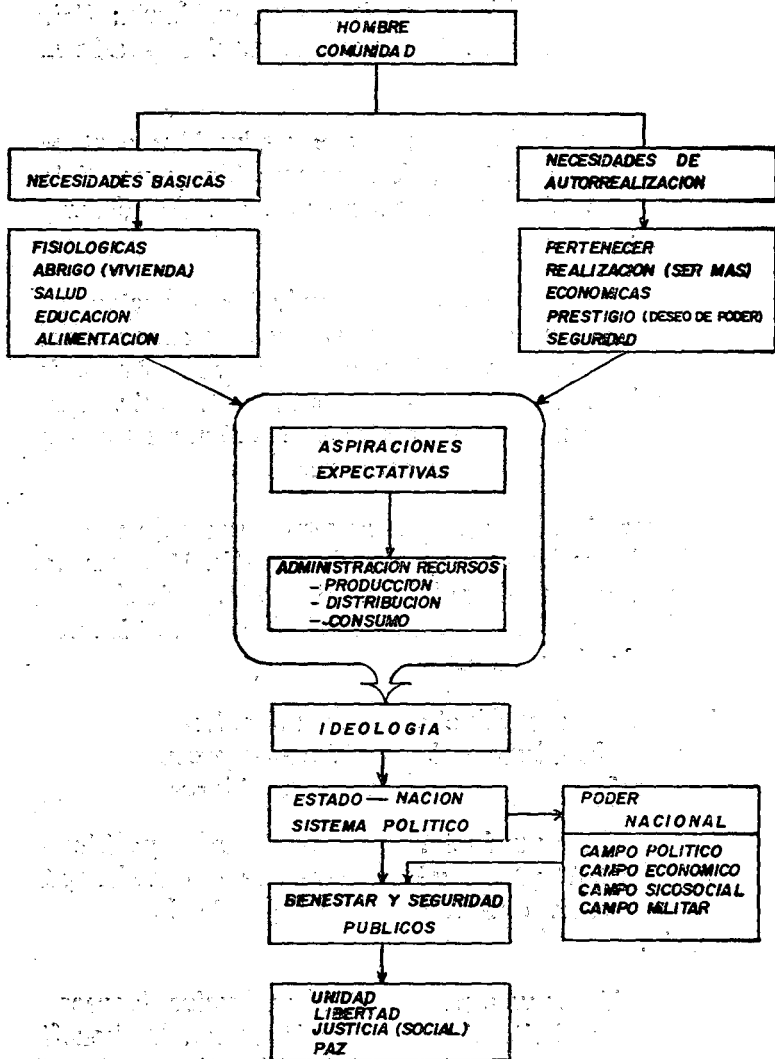 HOMBRE
COMUNIDAD
NECESIDADES BASICAS
NECESIDADES DE
AUTORREALIZACION
FISIOLOGICAS
ABRIGO (VIVIENDA)
SALUD
EDUCACION
ALIMENTACION
PERTENECER
REALIZACION (SER MAS)
ECONOMICAS
PRESTIGIO (DESEO DE PODER)
SEGURIDAD
ASPIRACIONES
EXPECTATIVAS
ADMINISTRACIÓN RECURSOS
- PRODUCCION
- DISTRIBUCION
- CONSUMO
IDEOLOGIA
ESTADO — NACION
SISTEMA POLITICO
PODER
NACIONAL
CAMPO POLITICO
CAMPO ECONOMICO
CAMPO SICOSOCIAL
CAMPO MILITAR
BIENESTAR Y SEGURIDAD
PUBLICOS
UNIDAD
LIBERTAD
JUSTICIA (SOCIAL)
PAZ